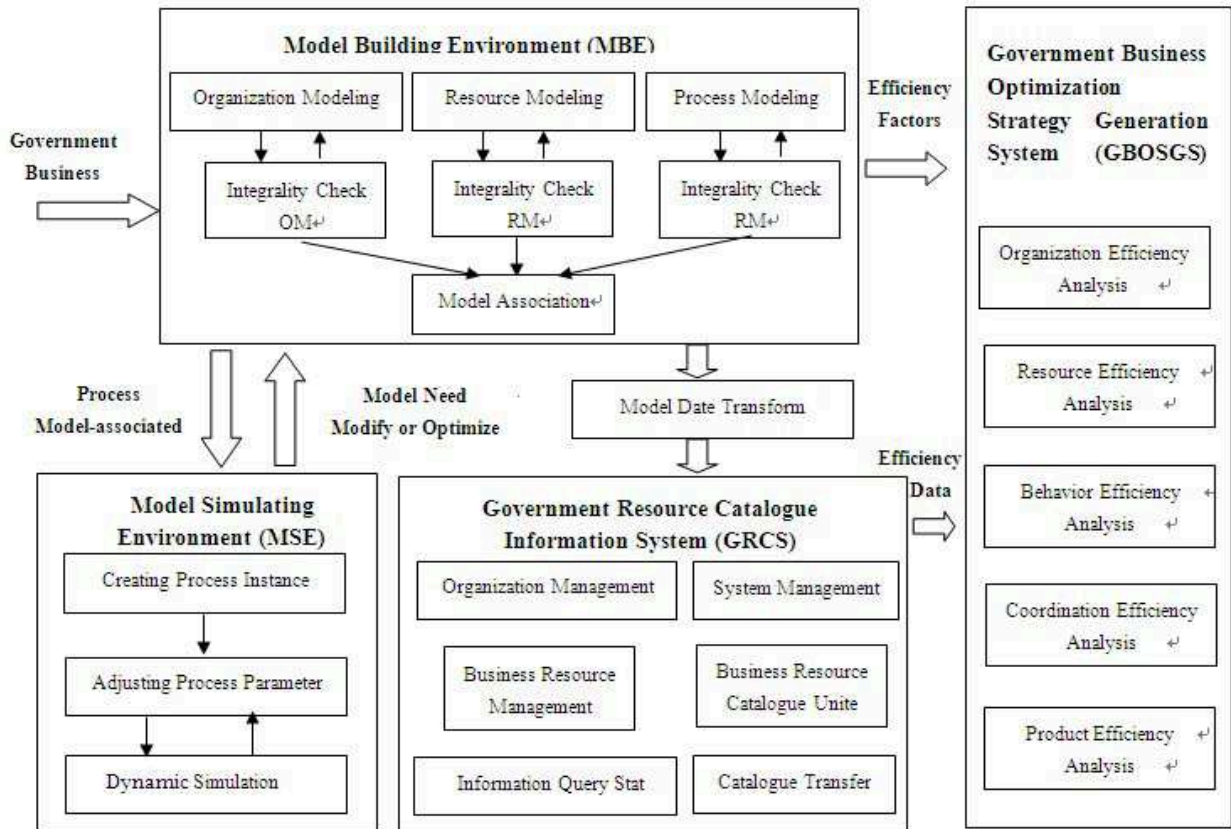 Government
Business
Model Building Environment (MBE)
Organization Modeling
Resource Modeling
Process Modeling
Integrality Check
OM↵
Integrality Check
RM↵
Integrality Check
RM↵
Model Association↵
Efficiency
Factors
Process
Model-associated
Model Need
Modify or Optimize
Model Date Transform
Model Simulating
Environment (MSE)
Creating Process Instance
Adjusting Process Parameter
Dynamic Simulation
Government Resource Catalogue
Information System (GRCS)
Organization Management
System Management
Business Resource
Management
Business Resource
Catalogue Unite
Information Query Stat
Catalogue Transfer
Efficiency
Data
Government Business
Optimization
Strategy Generation
System (GBOSGS)
Organization Efficiency
Analysis ↵
Resource Efficiency ↵
Analysis ↵
Behavior Efficiency ↵
Analysis ↵
Coordination Efficiency
Analysis ↵
Product Efficiency ↵
Analysis ↵